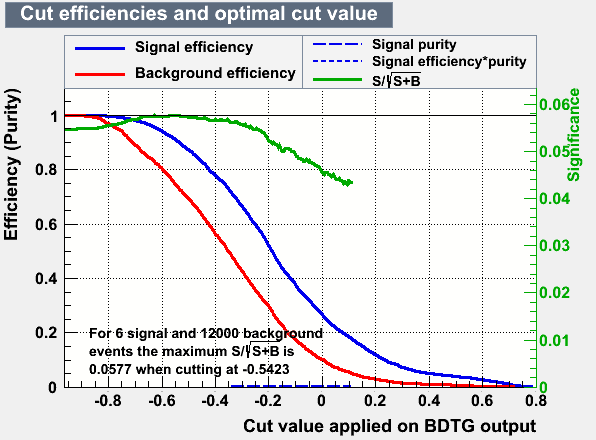 Cut efficiencies and optimal cut value
Signal efficiency
Background efficiency
Signal purity
Signal efficiency*purity
S/√S+B
Efficiency (Purity)
1
0.8
0.6
0.4
0.2
0
0.06
0.05
0.04
0.03
0.02
0.01
0
Significance
For 6 signal and 12000 background
events the maximum S/√S+B is
0.0577 when cutting at -0.5423
-0.8 -0.6 -0.4 -0.2 0 0.2 0.4 0.6 0.8
Cut value applied on BDTG output